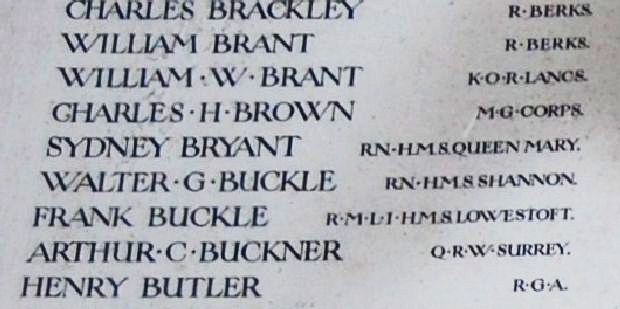 CHARLES BRACKLEY R·BERKS
WILLIAM BRANT R·BERKS.
WILLIAM·W·BRANT K·O·R·LANCS.
CHARLES·H·BROWN M·G·CORPS.
SYDNEY BRYANT RN·H.M.S.QUEEN MARY.
WALTER·G·BUCKLE RN·H.M.S SHANNON.
FRANK BUCKLE R·M·L·I·H.M.S LOWESTOFT.
ARTHUR·C·BUCKNER Q·R·W·SURREY.
HENRY BUTLER R·G·A.